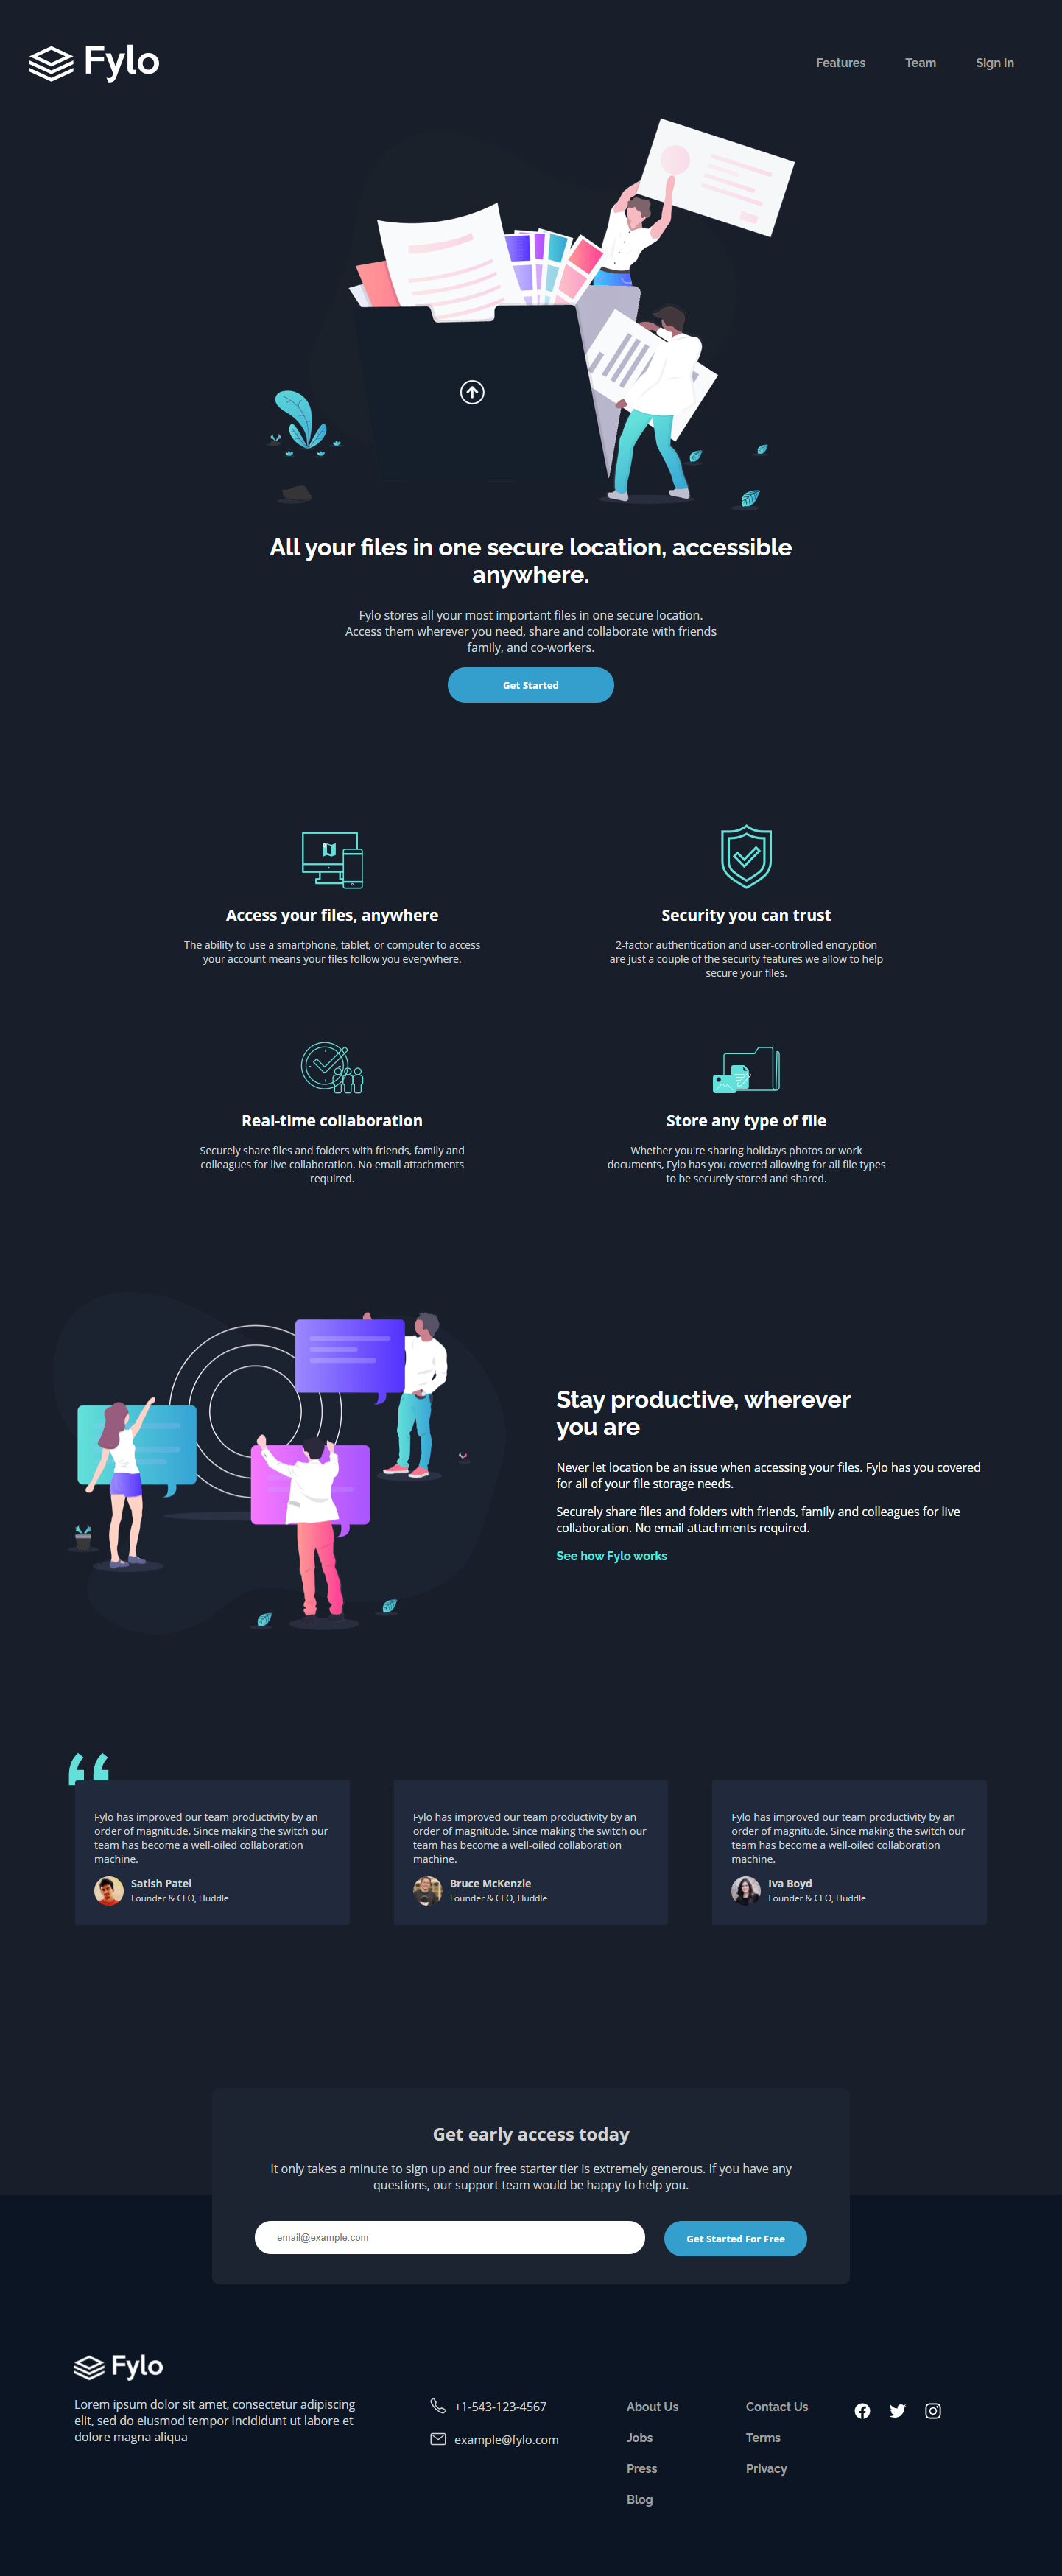 Fylo
Features
Team
Sign In
All your files in one secure location, accessible
anywhere.
Fylo stores all your most important files in one secure location.
Access them wherever you need, share and collaborate with friends
family, and co-workers.
Get Started
Access your files, anywhere
The ability to use a smartphone, tablet, or computer to access
your account means your files follow you everywhere.
Security you can trust
2-factor authentication and user-controlled encryption
are just a couple of the security features we allow to help
secure your files.
Real-time collaboration
Securely share files and folders with friends, family and
colleagues for live collaboration. No email attachments
required.
Store any type of file
Whether you're sharing holidays photos or work
documents, Fylo has you covered allowing for all file types
to be securely stored and shared.
Stay productive, wherever
you are
Never let location be an issue when accessing your files. Fylo has you covered
for all of your file storage needs.
Securely share files and folders with friends, family and colleagues for live
collaboration. No email attachments required.
See how Fylo works
“
Fylo has improved our team productivity by an
order of magnitude. Since making the switch our
team has become a well-oiled collaboration
machine.
Satish Patel
Founder & CEO, Huddle
Fylo has improved our team productivity by an
order of magnitude. Since making the switch our
team has become a well-oiled collaboration
machine.
Bruce McKenzie
Founder & CEO, Huddle
Fylo has improved our team productivity by an
order of magnitude. Since making the switch our
team has become a well-oiled collaboration
machine.
Iva Boyd
Founder & CEO, Huddle
Get early access today
It only takes a minute to sign up and our free starter tier is extremely generous. If you have any
questions, our support team would be happy to help you.
email@example.com
Get Started For Free
Fylo
Lorem ipsum dolor sit amet, consectetur adipiscing
elit, sed do eiusmod tempor incididunt ut labore et
dolore magna aliqua
+1-543-123-4567
example@fylo.com
About Us
Jobs
Press
Blog
Contact Us
Terms
Privacy